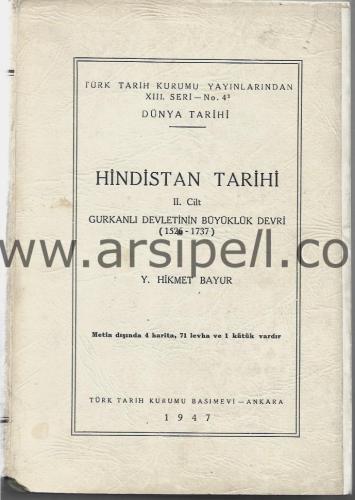 TÜRK TARİH KURUMU YAYINLARINDAN
XIII. SERİ — No. 4³
DÜNYA TARİHİ
HİNDİSTAN TARİHİ
II. Cilt
GURKANLI DEVLETİNİN BÜYÜKLÜK DEVRİ
(1526 - 1737)
www.arsipell.co
Y. HİKMET BAYUR
Metin dışında 4 harita, 71 levha ve 1 kütük vardır
TÜRK TARİH KURUMU BASIMEVİ — ANKARA
1947